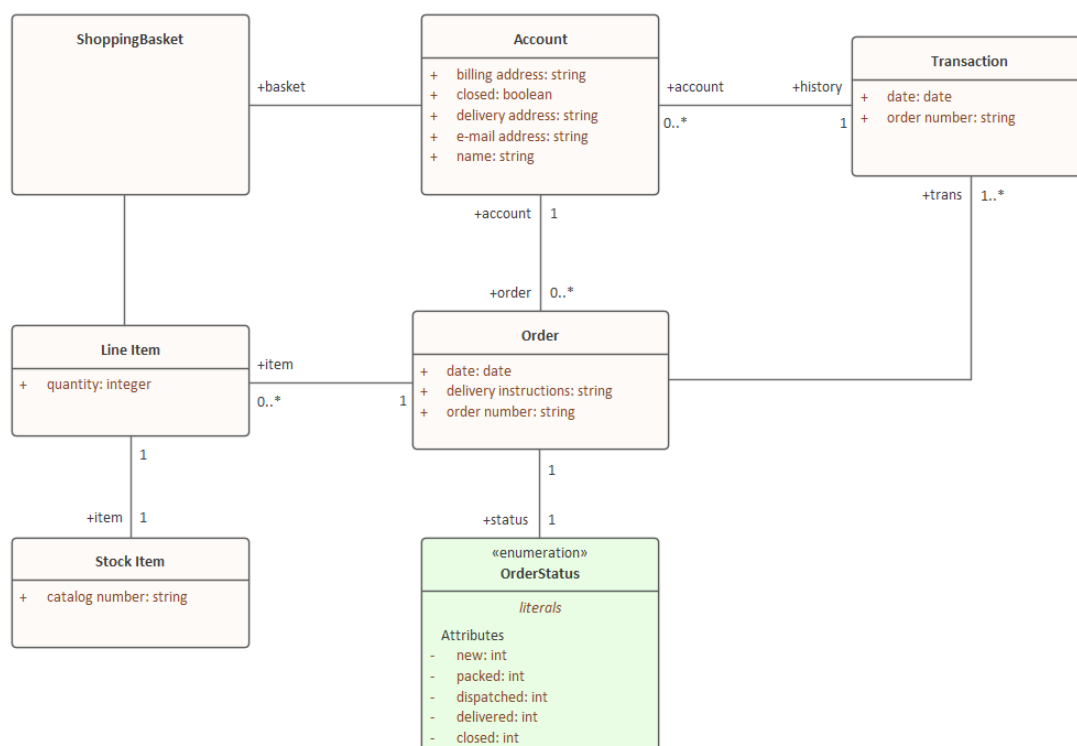 ShoppingBasket
+basket
Account
+ billing address: string
+ closed: boolean
+ delivery address: string
+ e-mail address: string
+ name: string
+account
0..*
+history
1
Transaction
+ date: date
+ order number: string
+trans
1..*
+account
1
+order
0..*
Line Item
+ quantity: integer
+item
0..*
1
Order
+ date: date
+ delivery instructions: string
+ order number: string
1
+item
1
Stock Item
+ catalog number: string
1
+status
1
«enumeration»
OrderStatus
literals
Attributes
- new: int
- packed: int
- dispatched: int
- delivered: int
- closed: int